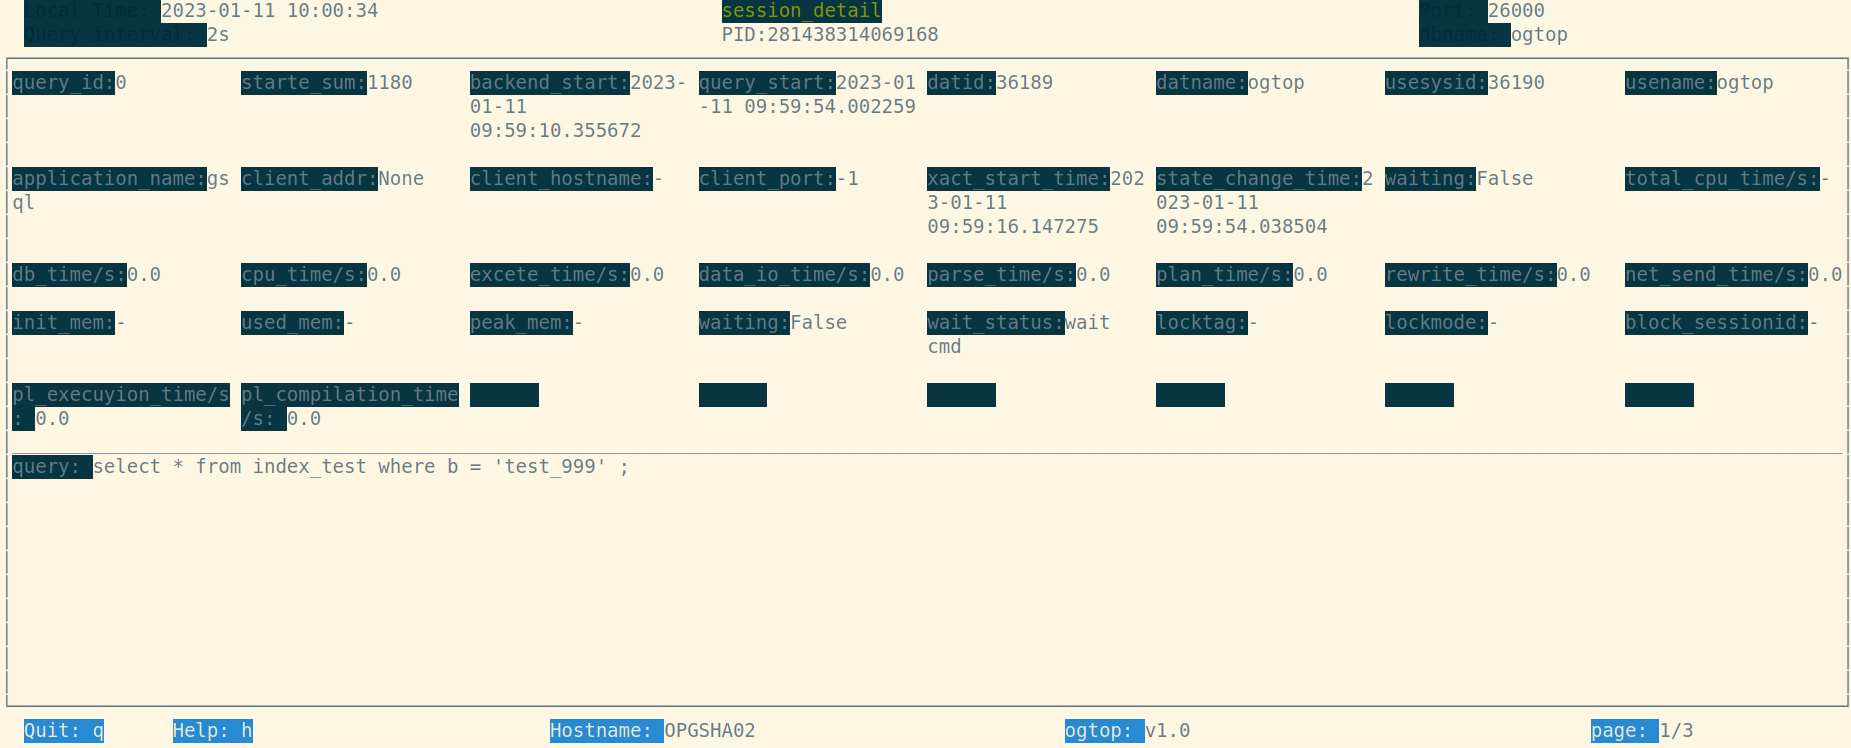 Local Time: 2023-01-11 10:00:34 session_detail Port: 26000
Query interval: 2s PID:281438314069168 dbname: ogtop
query_id:0 starte_sum:1180 backend_start:2023- query_start:2023-01 datid:36189 datname:ogtop usesysid:36190 usename:ogtop
01-11 -11 09:59:54.002259
09:59:10.355672
application_name:gs client_addr:None client_hostname:- client_port:-1 xact_start_time:202 state_change_time:2 waiting:False total_cpu_time/s:-
ql 3-01-11 023-01-11
09:59:16.147275 09:59:54.038504
db_time/s:0.0 cpu_time/s:0.0 excete_time/s:0.0 data_io_time/s:0.0 parse_time/s:0.0 plan_time/s:0.0 rewrite_time/s:0.0 net_send_time/s:0.0
init_mem:- used_mem:- peak_mem:- waiting:False wait_status:wait locktag:- lockmode:- block_sessionid:-
cmd
pl_execuyion_time/s pl_compilation_time
: 0.0 /s: 0.0
query: select * from index_test where b = 'test_999' ;
Quit: q Help: h Hostname: OPGSHA02 ogtop: v1.0 page: 1/3